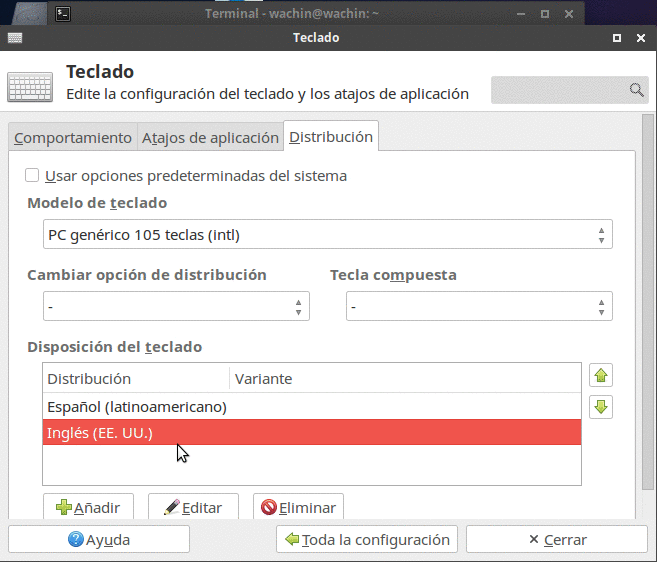 Terminal - wachin@wachin: ~
Teclado
Teclado
Edite la configuración del teclado y los atajos de aplicación
Comportamiento Atajos de aplicación Distribución
Usar opciones predeterminadas del sistema
Modelo de teclado
PC genérico 105 teclas (intl)
Cambiar opción de distribución Tecla compuesta
- -
Disposición del teclado
Distribución Variante
Español (latinoamericano)
Inglés (EE. UU.)
Añadir Editar Eliminar
Ayuda Toda la configuración Cerrar